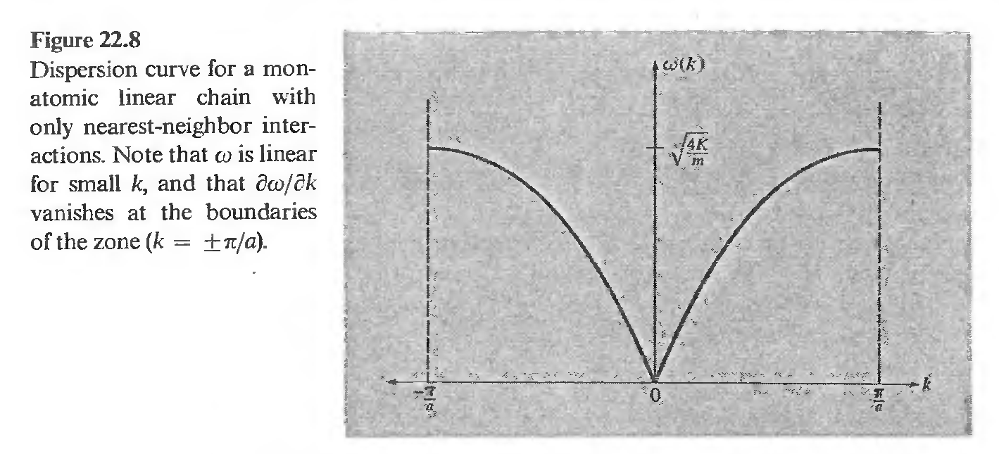 Figure 22.8
Dispersion curve for a mon-
atomic linear chain with
only nearest-neighbor inter-
actions. Note that ω is linear
for small k, and that ∂ω/∂k
vanishes at the boundaries
of the zone (k = ±π/a).
ω(k)
√4K/m
-π/a
0
π/a
k